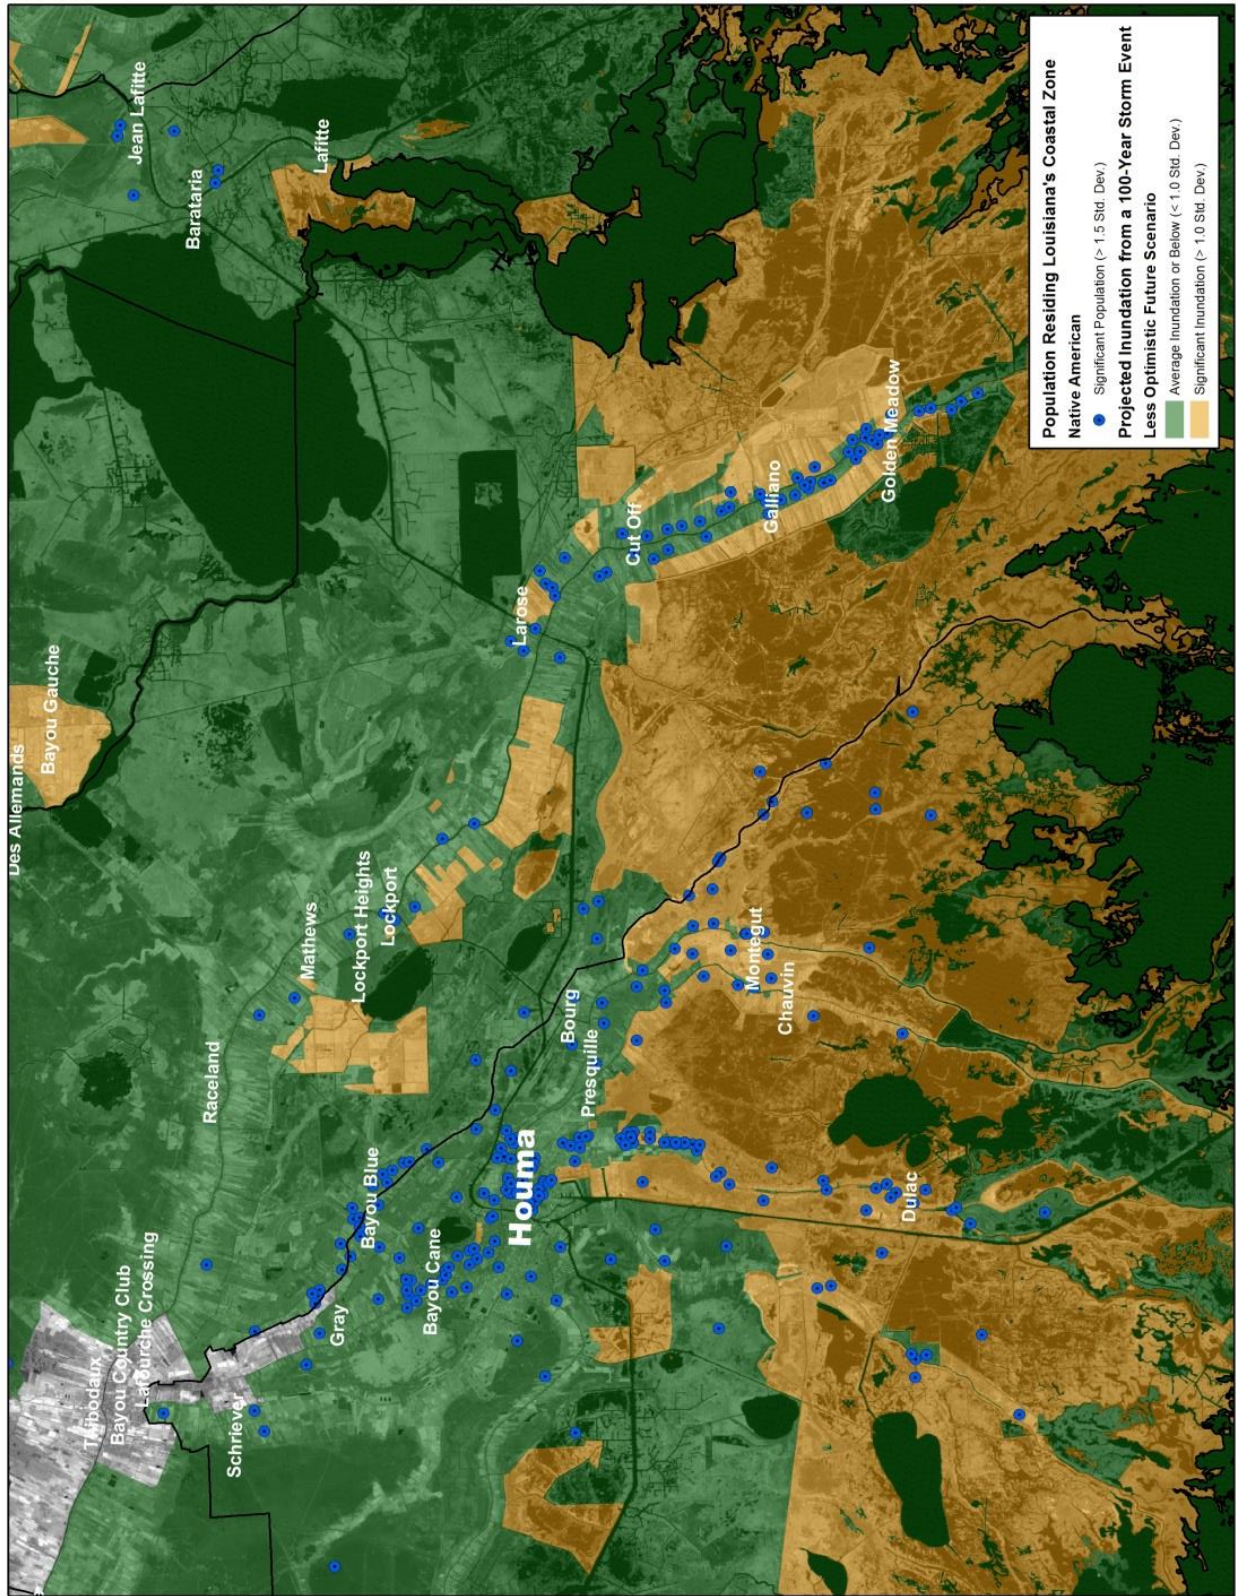 Des Allemands
Bayou Gauche
Jean Lafitte
Barataria
Lafitte
Thibodaux
Bayou Country Club
Lafourche Crossing
Raceland
Mathews
Lockport Heights
Lockport
Larose
Cut Off
Galliano
Golden Meadow
Schriever
Gray
Bayou Blue
Bayou Cane
Houma
Bourg
Presquille
Montegut
Chauvin
Dulac
Population Residing Louisiana's Coastal Zone
Native American
Significant Population (> 1.5 Std. Dev.)
Projected Inundation from a 100-Year Storm Event
Less Optimistic Future Scenario
Average Inundation or Below (< 1.0 Std. Dev.)
Significant Inundation (> 1.0 Std. Dev.)